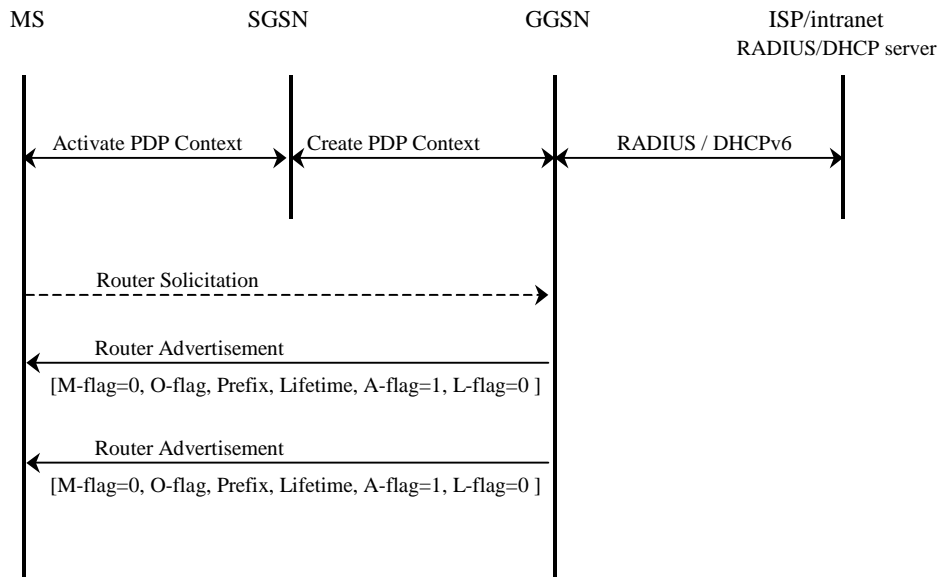 MS
SGSN
GGSN
ISP/intranet
RADIUS/DHCP server
Activate PDP Context
Create PDP Context
RADIUS / DHCPv6
Router Solicitation
Router Advertisement
[M-flag=0, O-flag, Prefix, Lifetime, A-flag=1, L-flag=0 ]
Router Advertisement
[M-flag=0, O-flag, Prefix, Lifetime, A-flag=1, L-flag=0 ]